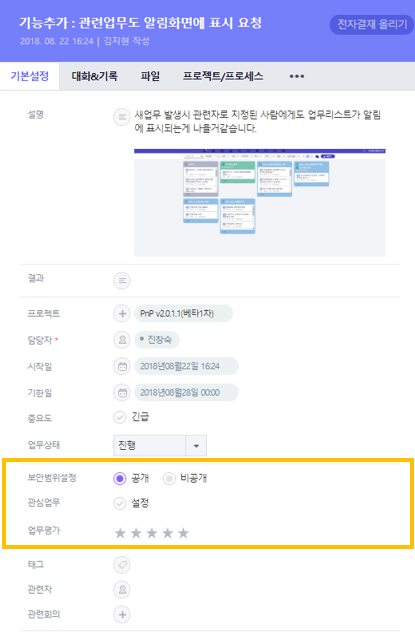 기능추가 : 관련업무도 알림화면에 표시 요청
전자결재 올리기
2018. 08. 22 16:24 | 김지현 작성
기본설정 대화&기록 파일 프로젝트/프로세스 •••
설명
새업무 발생시 관련자로 지정된 사람에게도 업무리스트가 알림
에 표시되는게 나을거같습니다.
결과
프로젝트 PnP v2.0.1.1(베타1차)
담당자 * 진창숙
시작일 2018년08월22일 16:24
기한일 2018년08월28일 00:00
중요도 긴급
업무상태 진행
보안범위설정 공개 비공개
관심업무 설정
업무평가
태그
관련자
관련회의